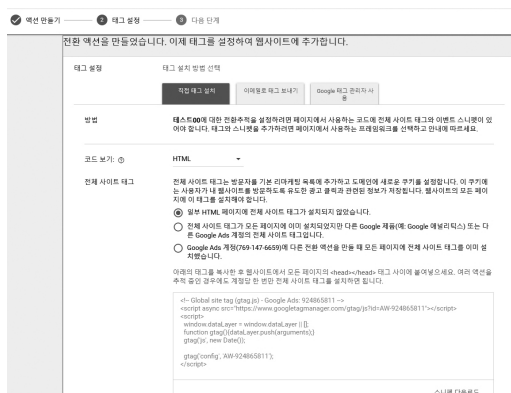 액션 만들기
2 태그 설정
3 다음 단계
전환 액션을 만들었습니다. 이제 태그를 설정하여 웹사이트에 추가합니다.
태그 설정
태그 설치 방법 선택
직접 태그 설치
이메일로 태그 보내기
Google 태그 관리자 사
용
방법
테스트00에 대한 전환추적을 설정하려면 페이지에서 사용하는 코드에 전체 사이트 태그와 이벤트 스니펫이 있
어야 합니다. 태그와 스니펫을 추가하려면 페이지에서 사용하는 프레임워크를 선택하고 안내에 따르세요.
코드 보기:
HTML
전체 사이트 태그
전체 사이트 태그는 방문자를 기본 리마케팅 목록에 추가하고 도메인에 새로운 쿠키를 설정합니다. 이 쿠키에
는 사용자가 내 웹사이트를 방문하도록 유도한 광고 클릭과 관련된 정보가 저장됩니다. 웹사이트의 모든 페이
지에 이 태그를 설치해야 합니다.
일부 HTML 페이지에 전체 사이트 태그가 설치되지 않았습니다.
전체 사이트 태그가 모든 페이지에 이미 설치되었지만 다른 Google 제품(예: Google 애널리틱스) 또는 다
른 Google Ads 계정의 전체 사이트 태그입니다.
Google Ads 계정(769-147-6659)에 다른 전환 액션을 만들 때 모든 페이지에 전체 사이트 태그를 이미 설
치했습니다.
아래의 태그를 복사한 후 웹사이트에서 모든 페이지의 <head></head> 태그 사이에 붙여넣으세요. 여러 액션을
추적 중인 경우에도 계정당 한 번만 전체 사이트 태그를 설치하면 됩니다.
<!-- Global site tag (gtag.js) - Google Ads: 924865811 -->
<script async src="https://www.googletagmanager.com/gtag/js?id=AW-924865811"></script>
<script>
window.dataLayer = window.dataLayer || [];
function gtag(){dataLayer.push(arguments);}
gtag('js', new Date());
gtag('config', 'AW-924865811');
</script>
스니펫 다운로드